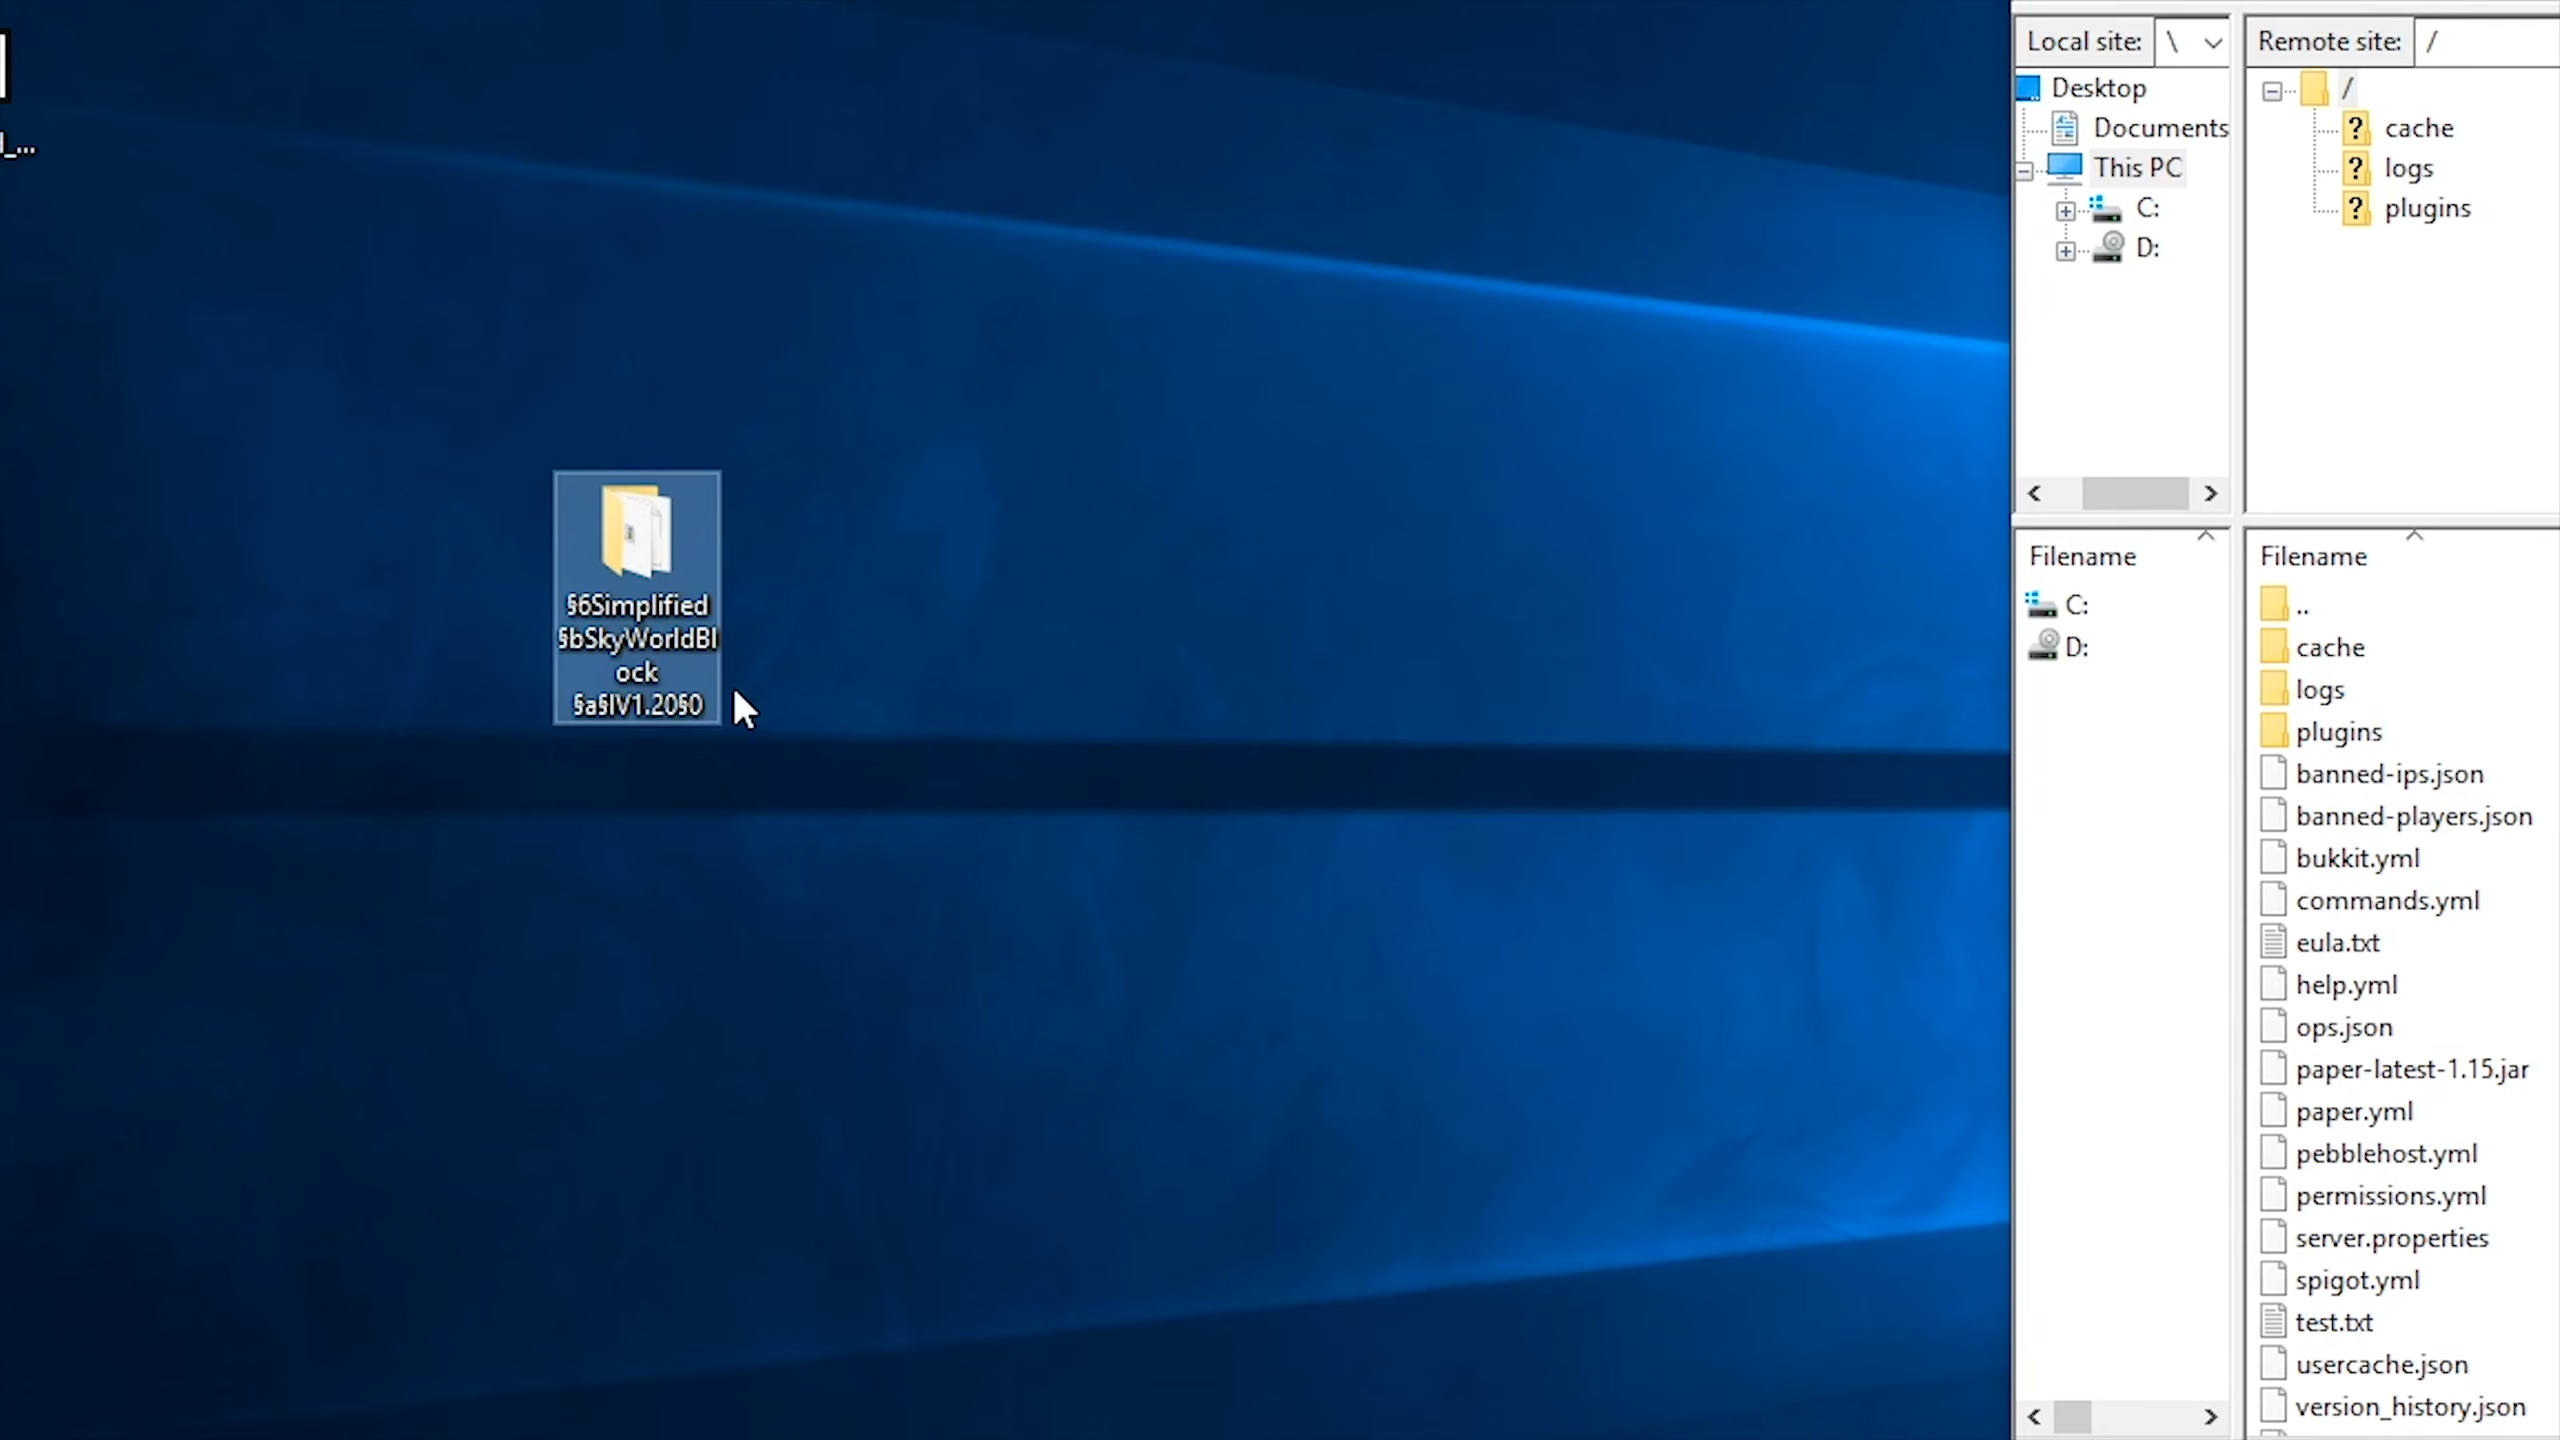 _...
§6Simplified
§bSkyWorldBl
ock
§a§lV1.20§0
Local site:
\
Desktop
Documents
This PC
C:
D:
Filename
C:
D:
Remote site:
/
/
cache
logs
plugins
Filename
..
cache
logs
plugins
banned-ips.json
banned-players.json
bukkit.yml
commands.yml
eula.txt
help.yml
ops.json
paper-latest-1.15.jar
paper.yml
pebblehost.yml
permissions.yml
server.properties
spigot.yml
test.txt
usercache.json
version_history.json